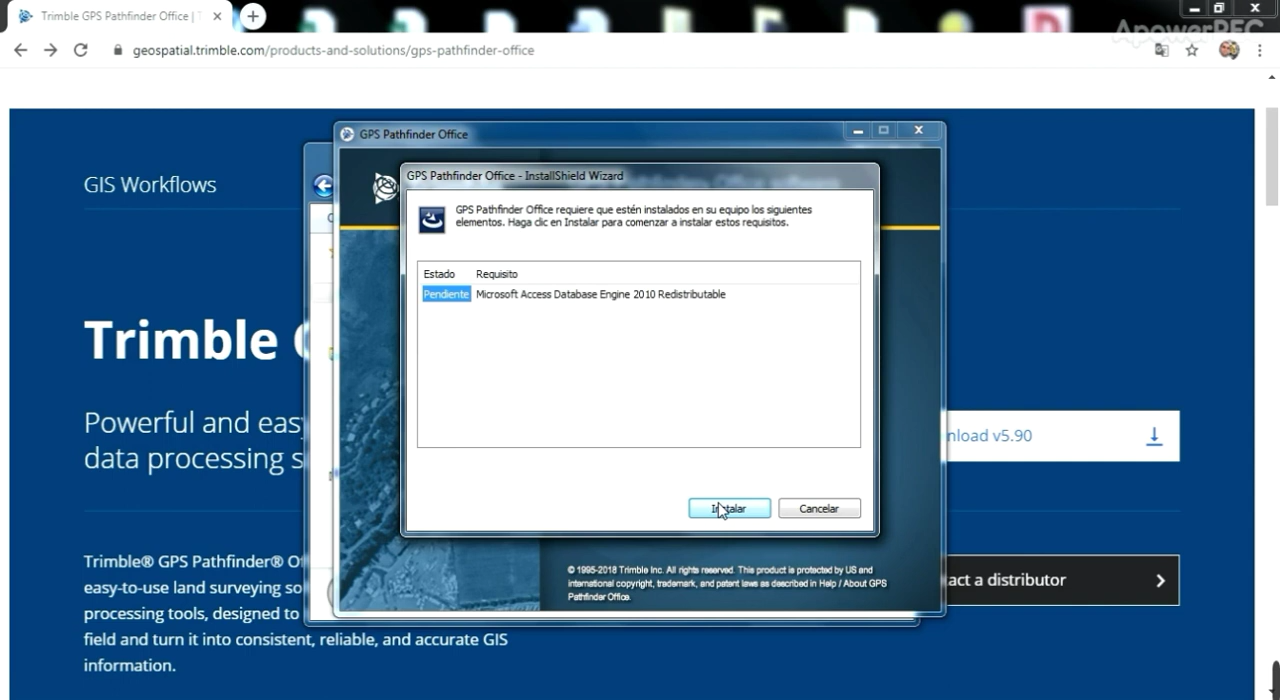 Trimble GPS Pathfinder Office | T
ApowerREC
geospatial.trimble.com/products-and-solutions/gps-pathfinder-office
GIS Workflows
Trimble
Powerful and easy
data processing s
Trimble® GPS Pathfinder® Of
easy-to-use land surveying so
processing tools, designed to
field and turn it into consistent, reliable, and accurate GIS
information.
GPS Pathfinder Office
GPS Pathfinder Office - InstallShield Wizard
GPS Pathfinder Office requiere que estén instalados en su equipo los siguientes
elementos. Haga clic en Instalar para comenzar a instalar estos requisitos.
Estado Requisito
Pendiente Microsoft Access Database Engine 2010 Redistributable
Instalar Cancelar
© 1995-2018 Trimble Inc. All rights reserved. This product is protected by US and
international copyright, trademark, and patent laws as described in Help / About GPS
Pathfinder Office.
nload v5.90
act a distributor